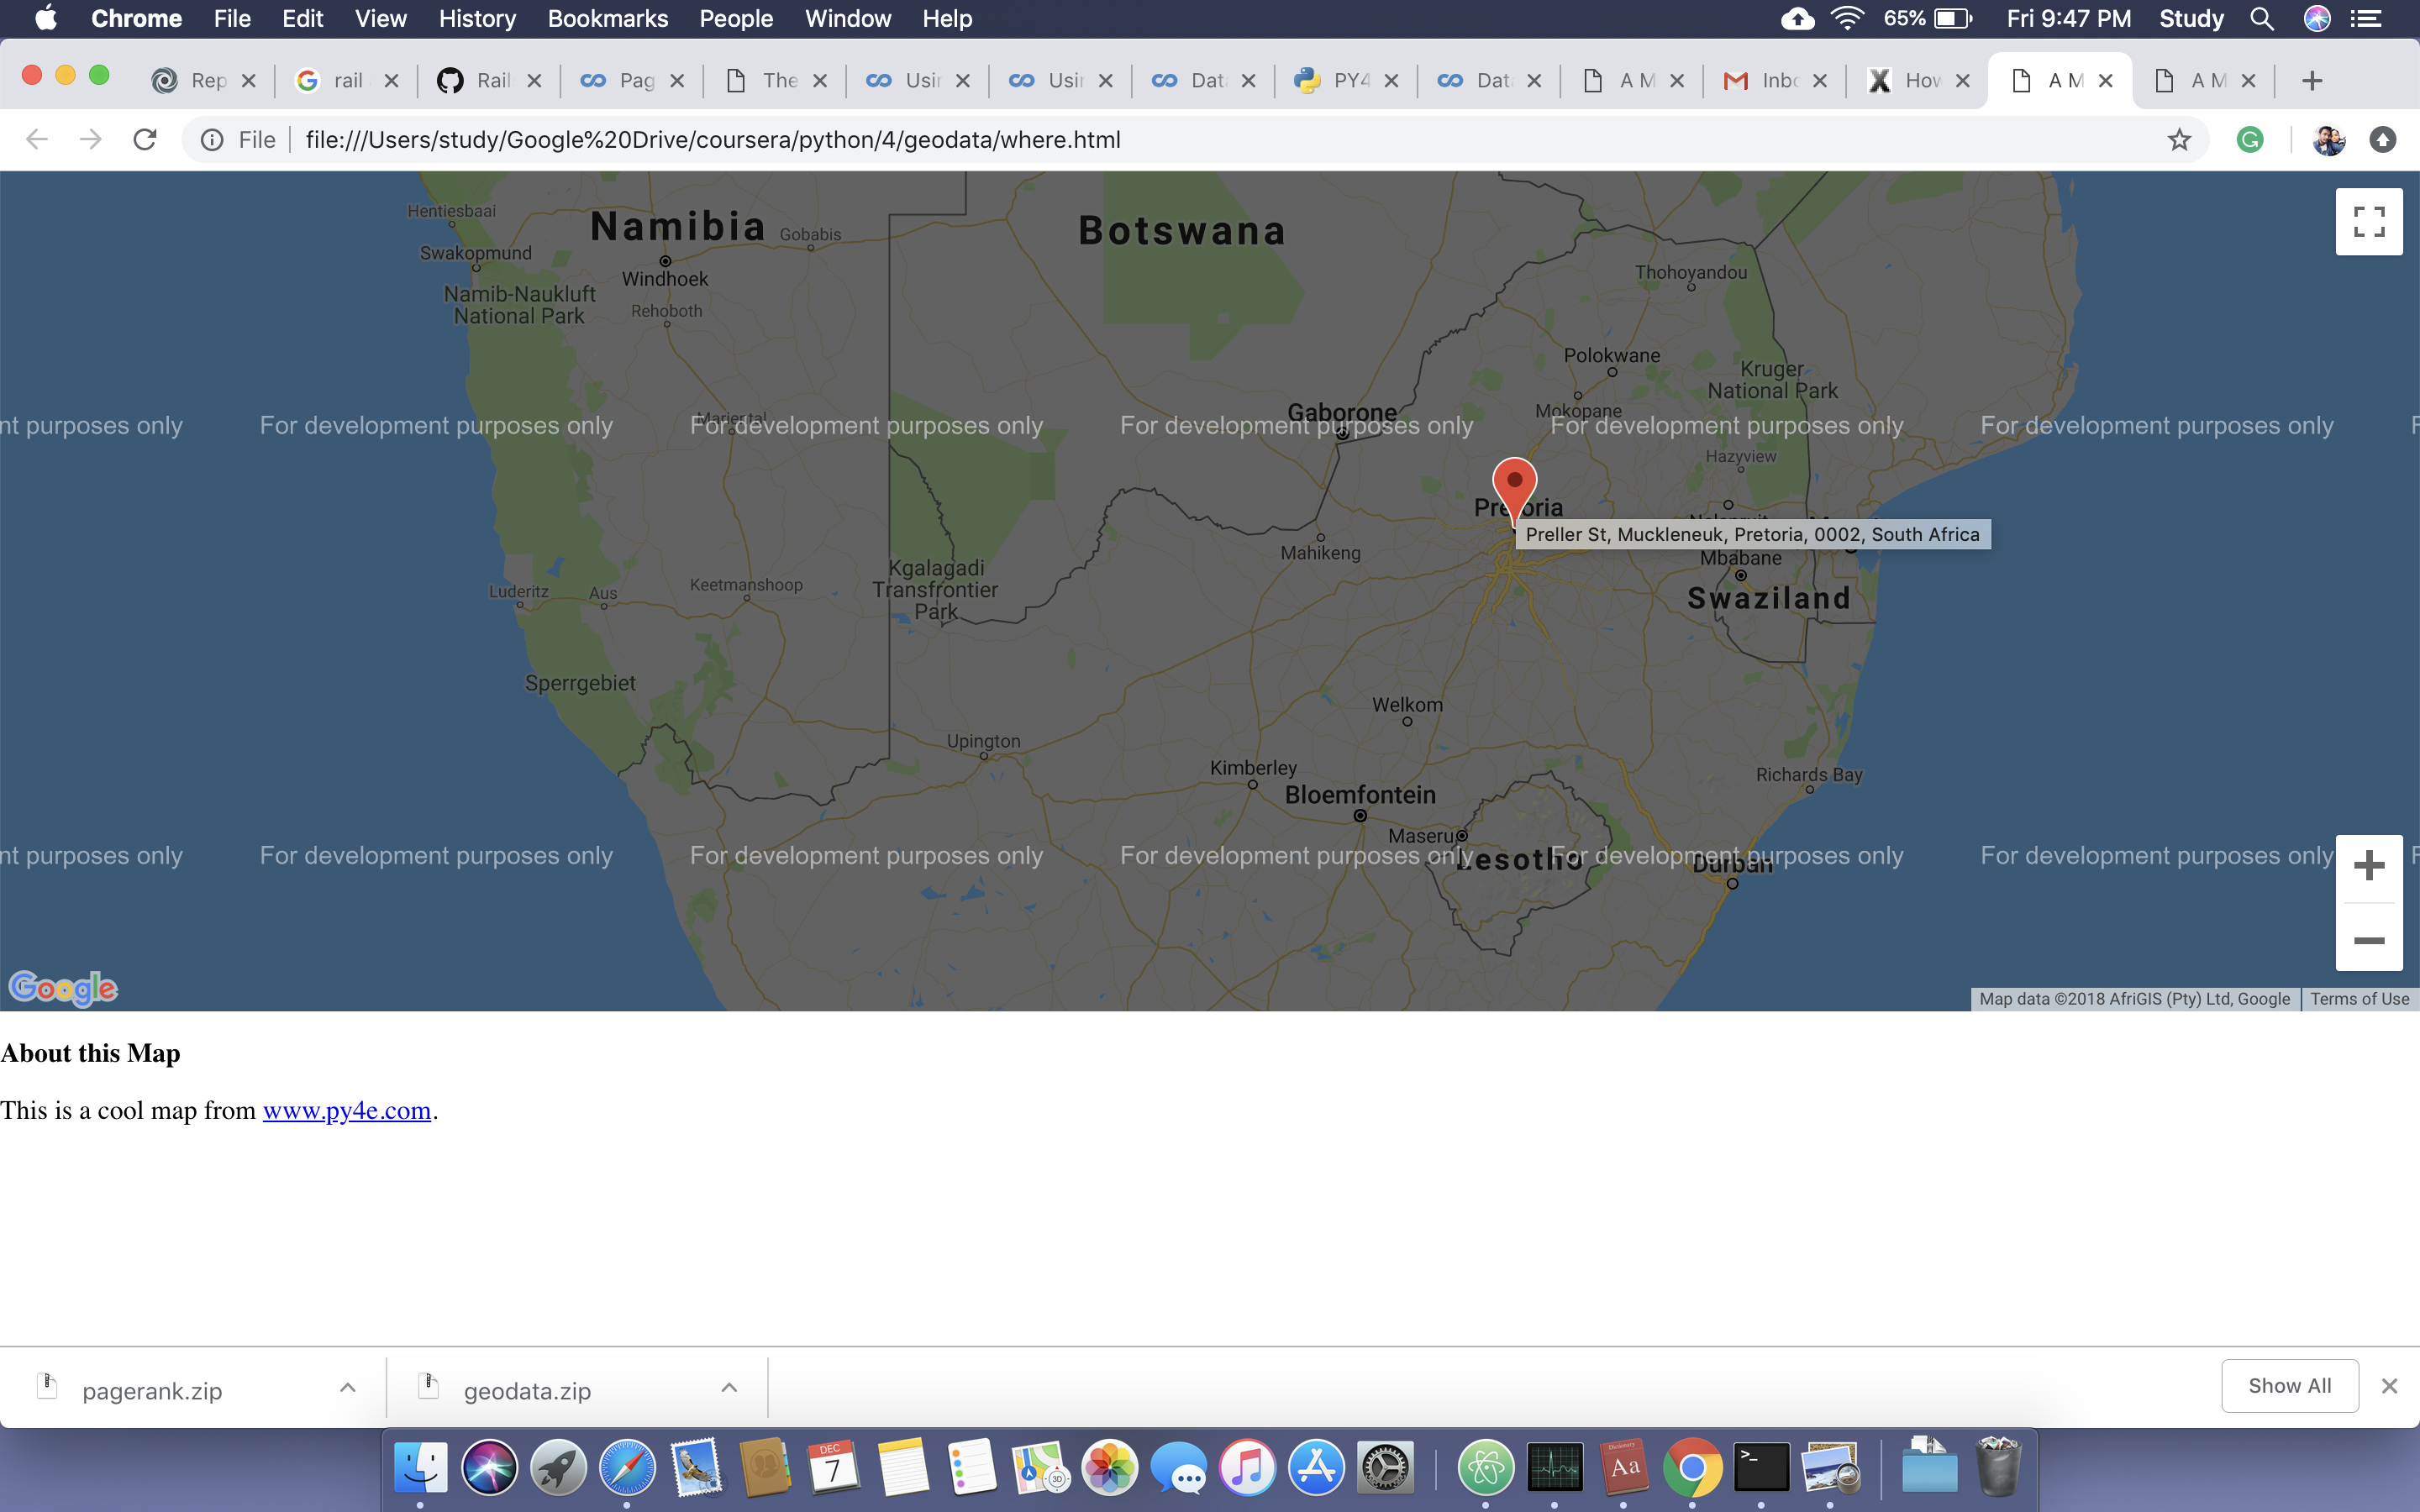 Chrome File Edit View History Bookmarks People Window Help 65% Fri 9:47 PM Study
Rep rail Rail Pag The Usin Usin Data PY4 Data A M Inbo How A M A M
File file:///Users/study/Google%20Drive/coursera/python/4/geodata/where.html
Hentiesbaai
Namibia
Gobabis
Botswana
Swakopmund
Windhoek
Thohoyandou
Namib-Naukluft
National Park
Rehoboth
Polokwane
Kruger
National Park
Mokopane
Gaborone
Mariental
nt purposes only For development purposes only For development purposes only For development purposes only For development purposes only For development purposes only F
Hazyview
Pretoria
Preller St, Muckleneuk, Pretoria, 0002, South Africa
Mahikeng
Mbabane
Kgalagadi
Transfrontier
Park
Luderitz
Aus
Keetmanshoop
Swaziland
Sperrgebiet
Welkom
Upington
Kimberley
Richards Bay
Bloemfontein
Maseru
Lesotho
Durban
nt purposes only For development purposes only For development purposes only For development purposes only For development purposes only For development purposes only F
Google
Map data ©2018 AfriGIS (Pty) Ltd, Google Terms of Use
About this Map
This is a cool map from www.py4e.com.
pagerank.zip geodata.zip Show All
DEC
7
3D
Dictionary
Aa
>_